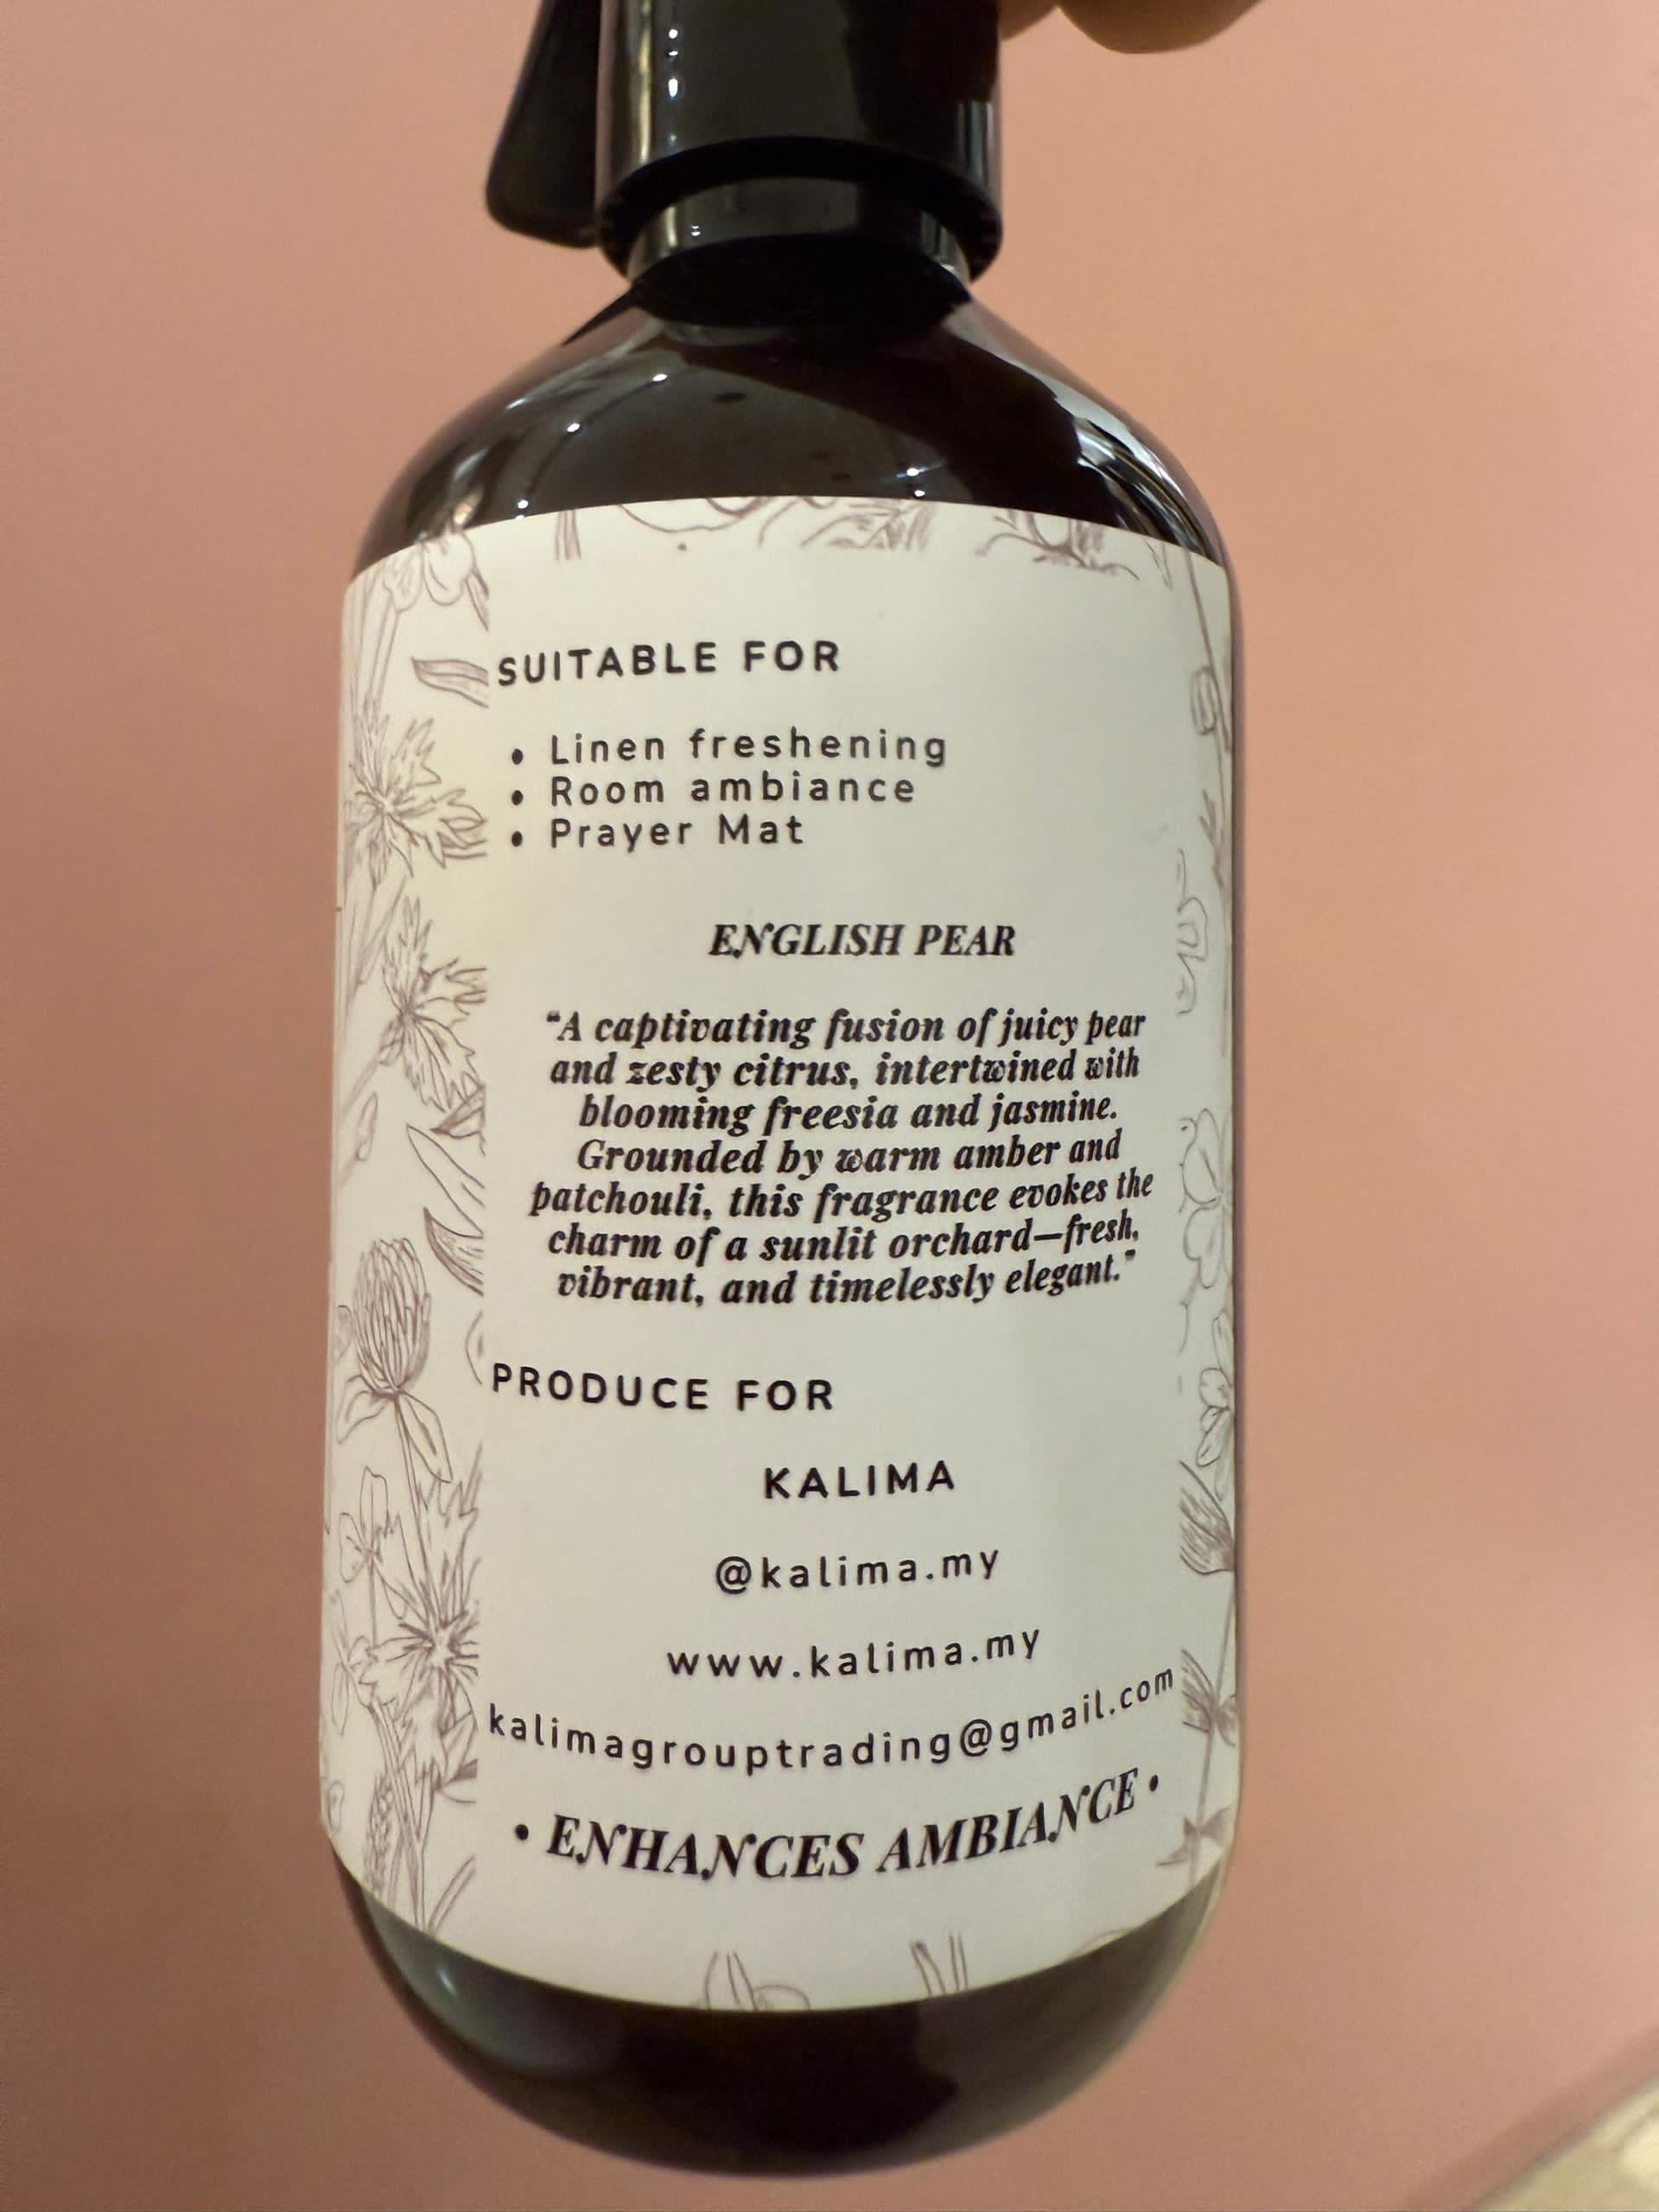 SUITABLE FOR
• Linen freshening
• Room ambiance
• Prayer Mat
ENGLISH PEAR
"A captivating fusion of juicy pear
and zesty citrus, intertwined with
blooming freesia and jasmine.
Grounded by warm amber and
patchouli, this fragrance evokes the
charm of a sunlit orchard—fresh,
vibrant, and timelessly elegant."
PRODUCE FOR
KALIMA
@kalima.my
www.kalima.my
kalimagrouptrading@gmail.com
• ENHANCES AMBIANCE •